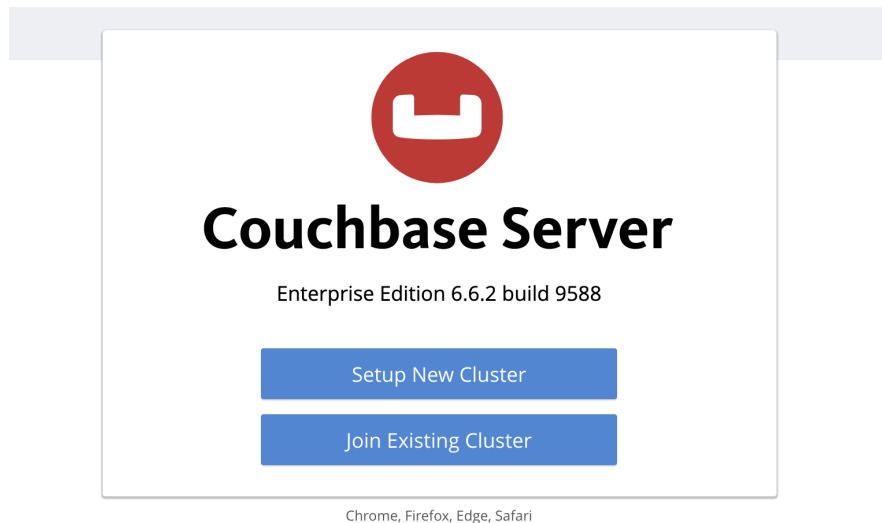 Couchbase Server
Enterprise Edition 6.6.2 build 9588
Setup New Cluster
Join Existing Cluster
Chrome, Firefox, Edge, Safari